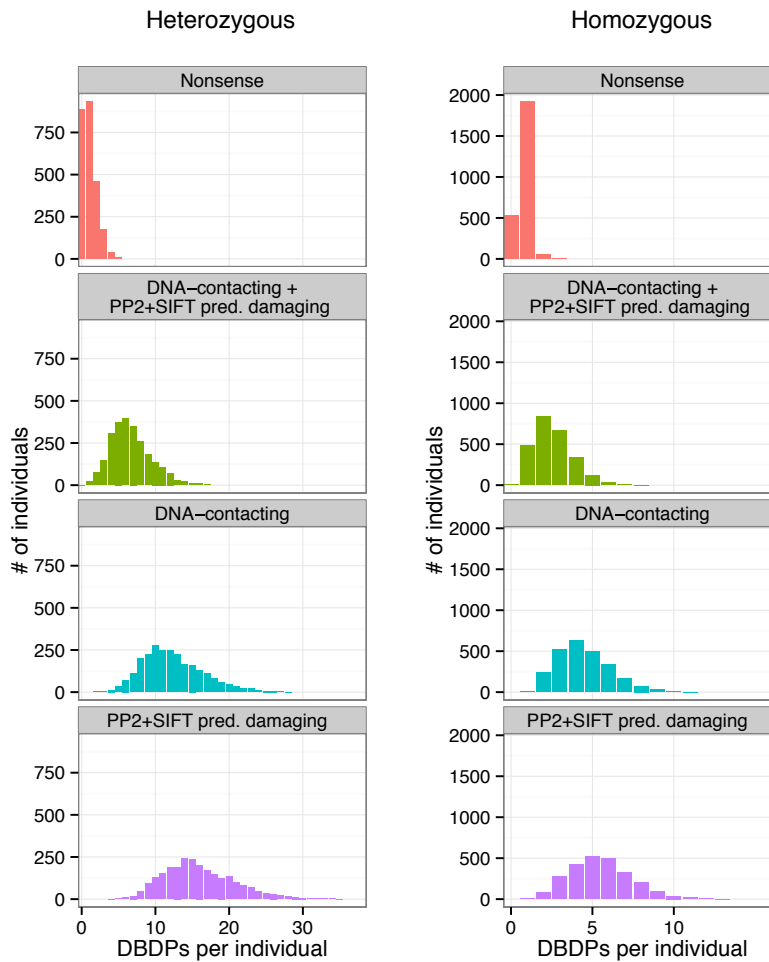 Heterozygous
Nonsense
750
500
250
0
DNA−contacting +
PP2+SIFT pred. damaging
750
500
250
0
DNA−contacting
750
500
250
0
PP2+SIFT pred. damaging
750
500
250
0
0
10
20
30
DBDPs per individual
# of individuals
Homozygous
Nonsense
2000
1500
1000
500
0
DNA−contacting +
PP2+SIFT pred. damaging
2000
1500
1000
500
0
DNA−contacting
2000
1500
1000
500
0
PP2+SIFT pred. damaging
2000
1500
1000
500
0
0
5
10
DBDPs per individual
# of individuals